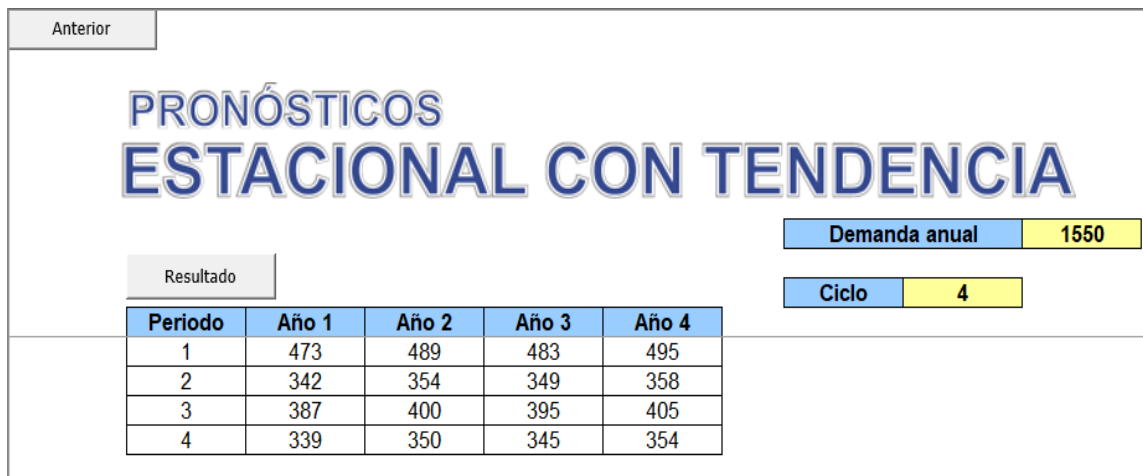 Anterior
PRONÓSTICOS
ESTACIONAL CON TENDENCIA
Demanda anual 1550
Resultado
Ciclo 4
Periodo Año 1 Año 2 Año 3 Año 4
1 473 489 483 495
2 342 354 349 358
3 387 400 395 405
4 339 350 345 354